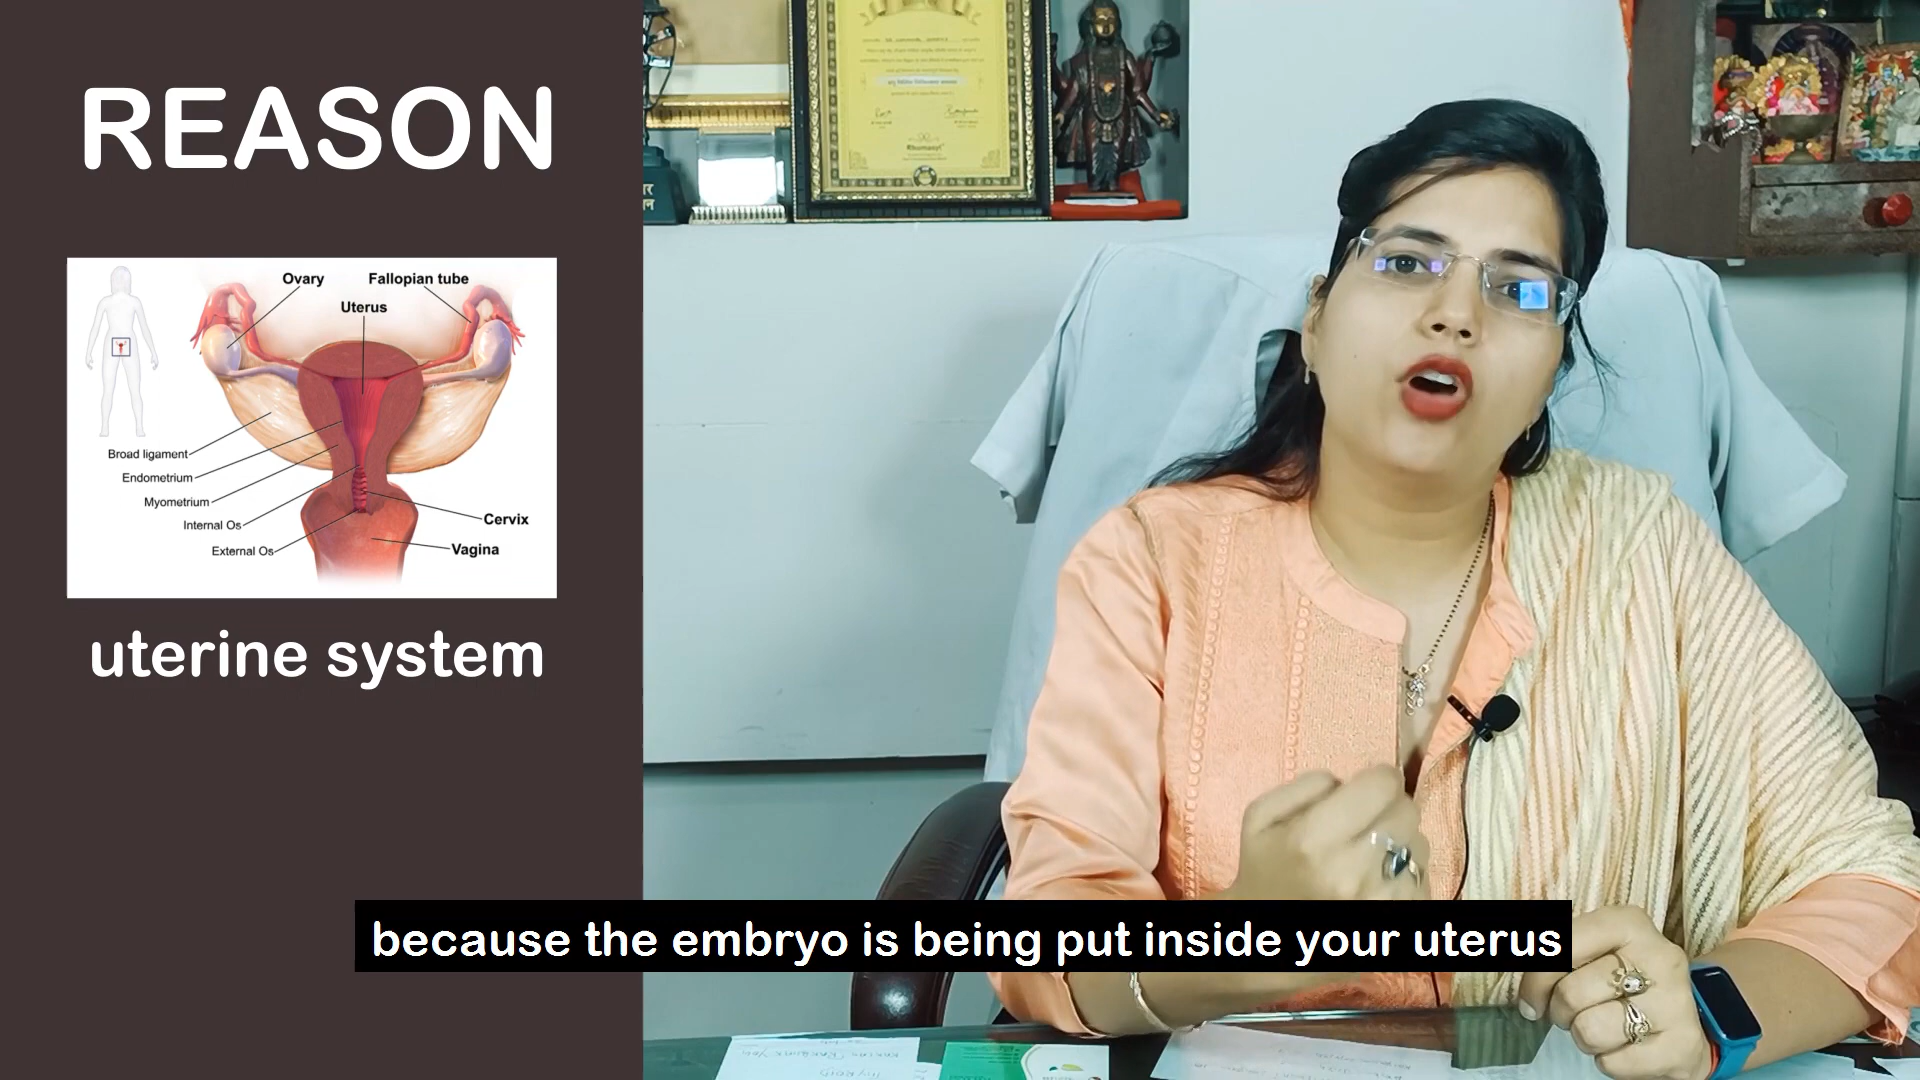 REASON
Ovary
Fallopian tube
Uterus
Broad ligament
Endometrium
Myometrium
Internal Os
External Os
Cervix
Vagina
uterine system
because the embryo is being put inside your uterus